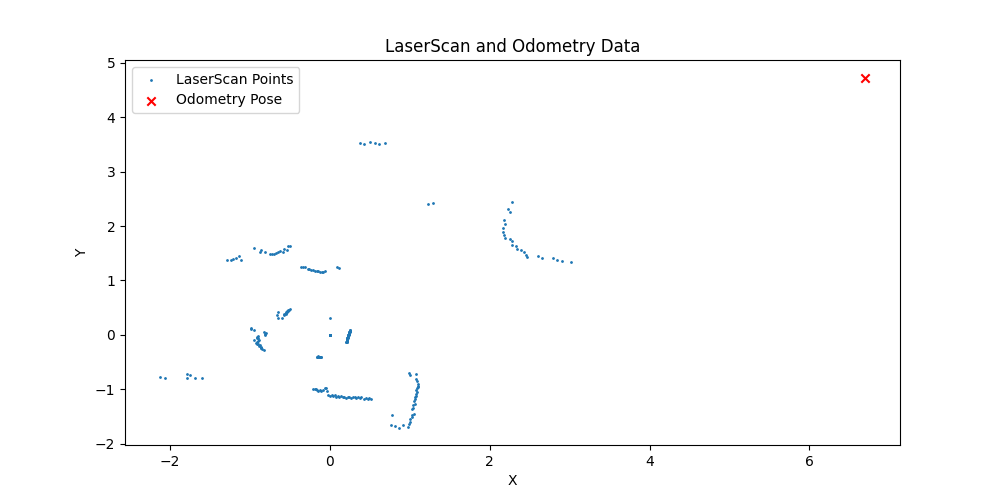 LaserScan and Odometry Data
LaserScan Points
Odometry Pose
5
4
3
2
1
0
−1
−2
Y
−2 0 2 4 6
X